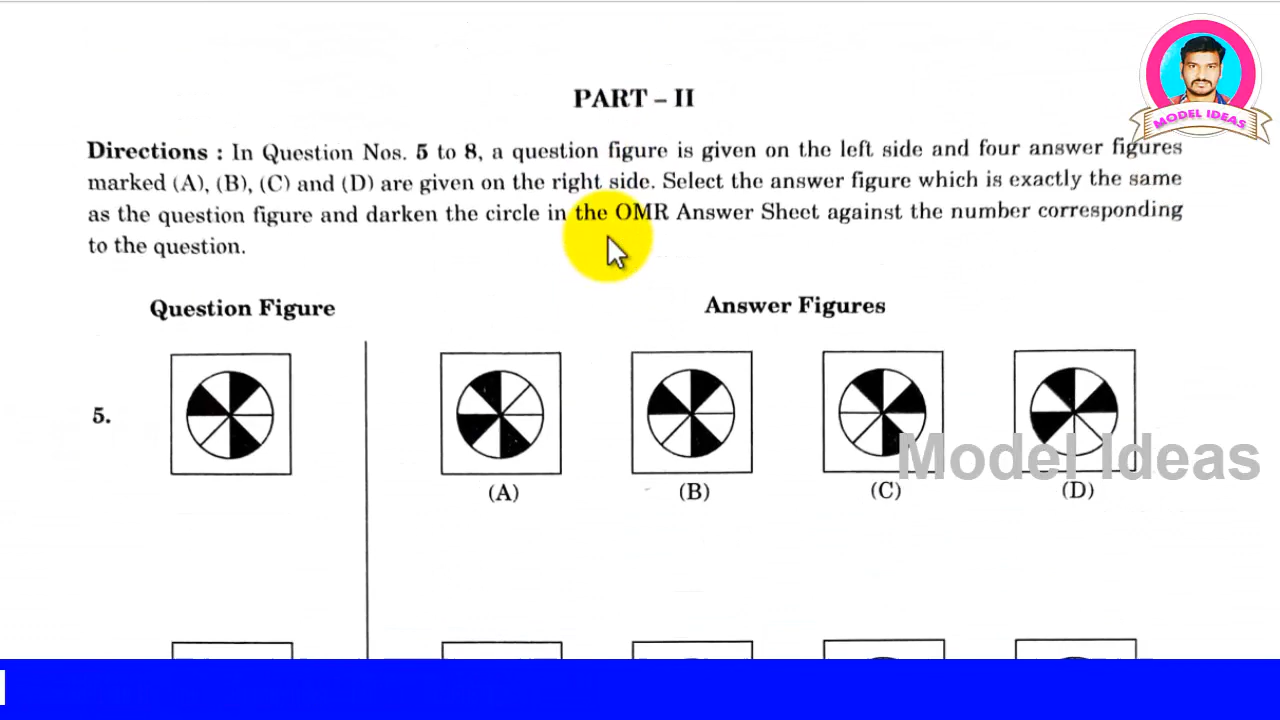 MODEL IDEAS
PART – II
Directions : In Question Nos. 5 to 8, a question figure is given on the left side and four answer figures
marked (A), (B), (C) and (D) are given on the right side. Select the answer figure which is exactly the same
as the question figure and darken the circle in the OMR Answer Sheet against the number corresponding
to the question.
Question Figure
Answer Figures
5.
Model Ideas
(A) (B) (C) (D)